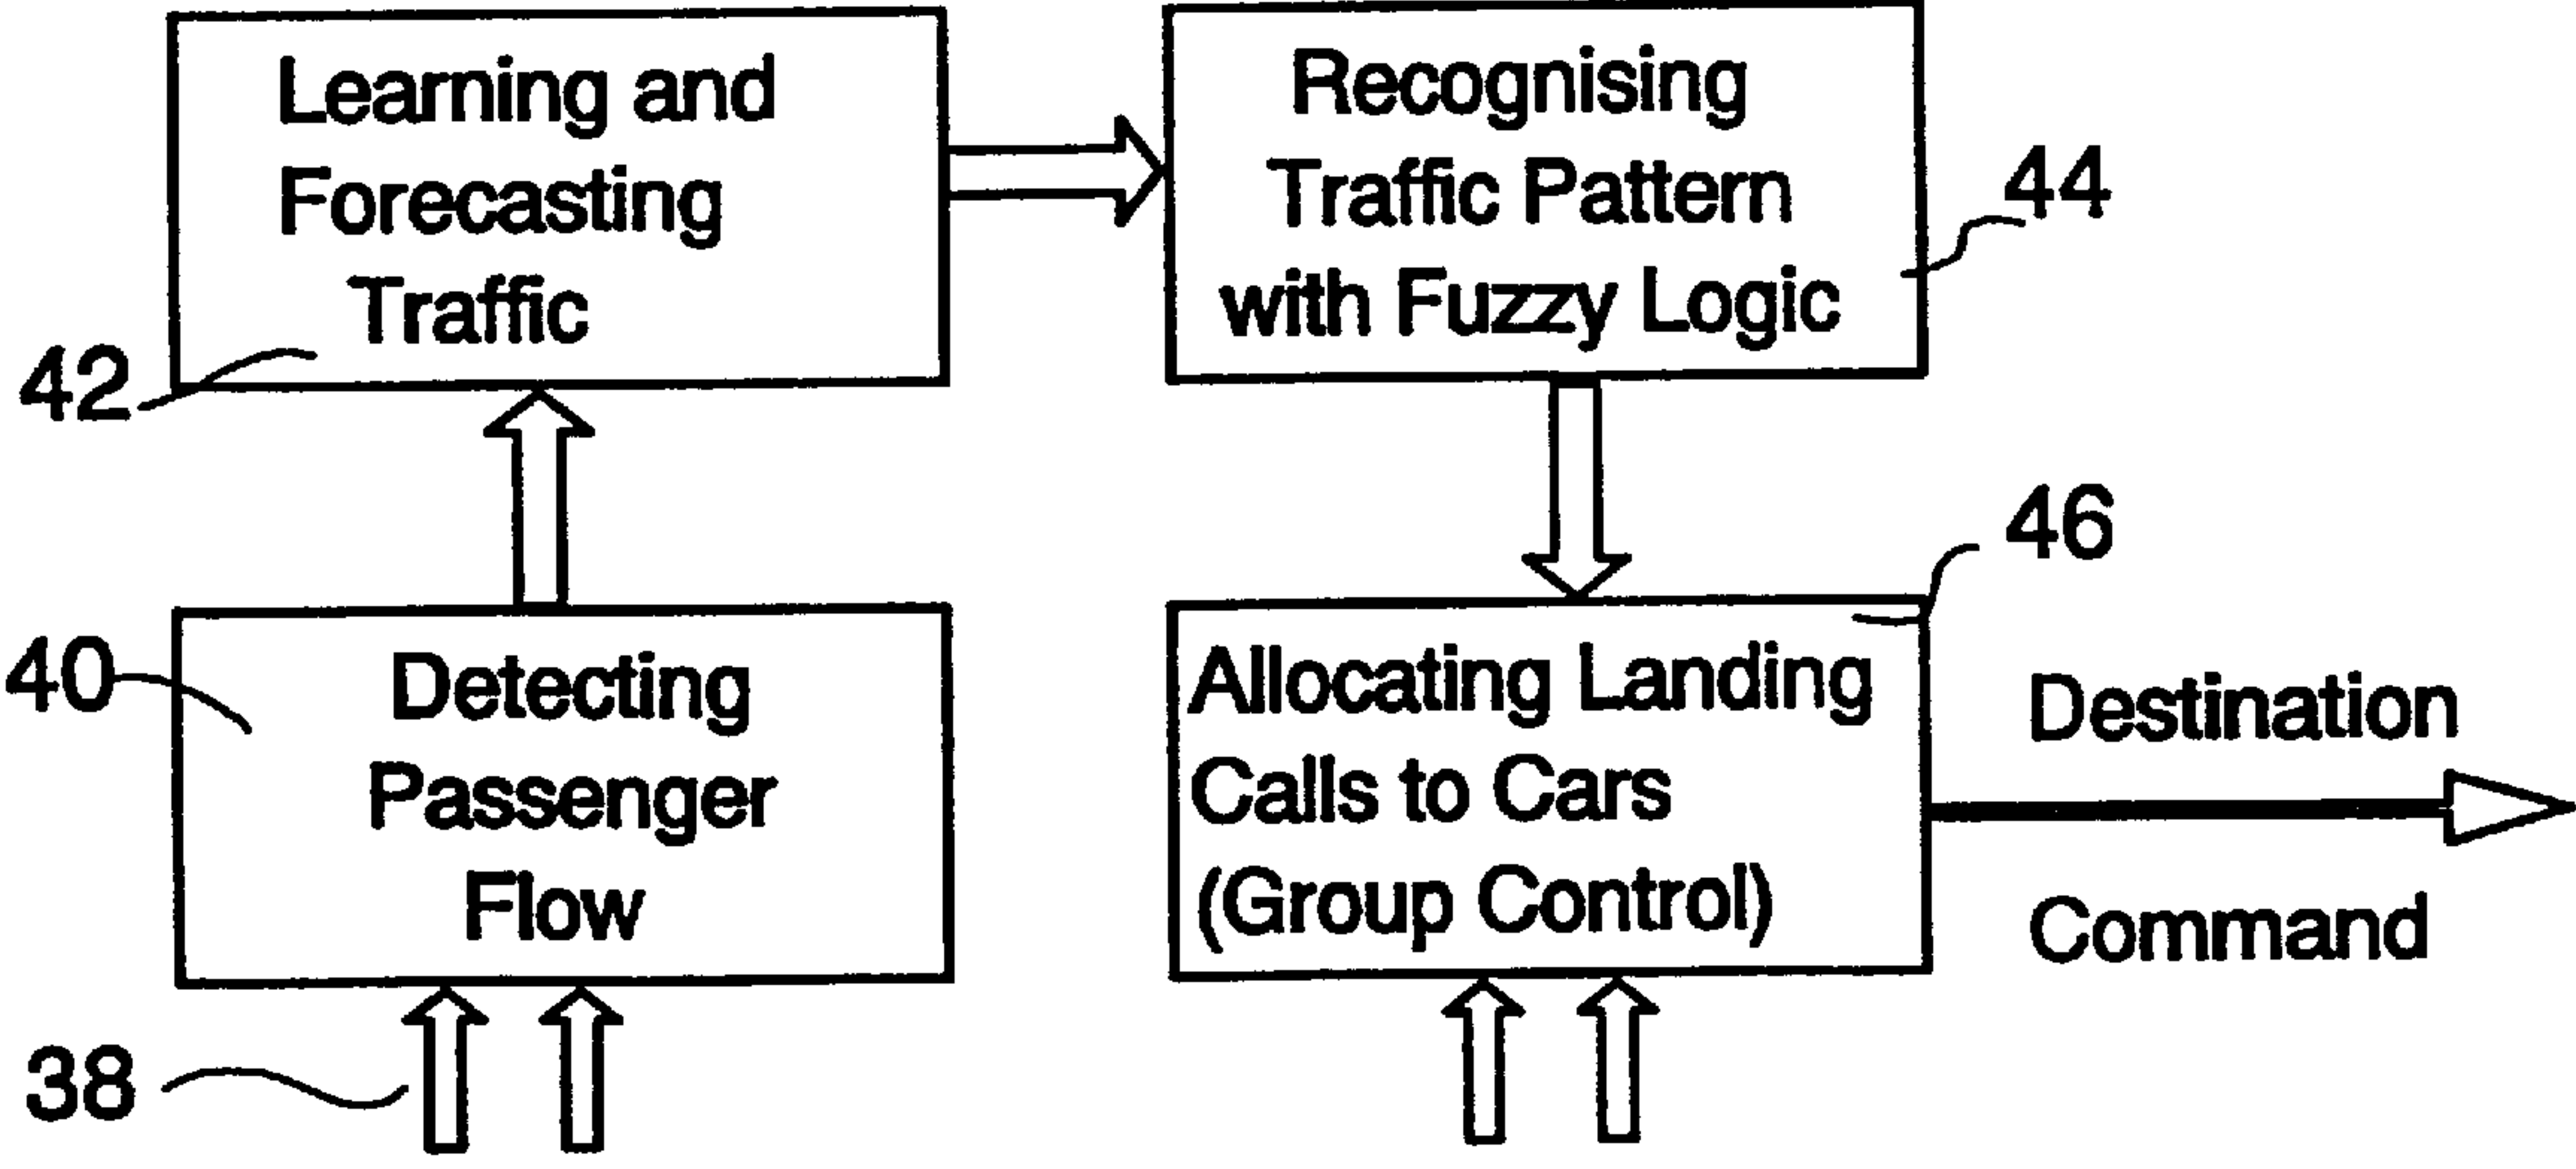 Learning and
Forecasting
Traffic
42
Recognising
Traffic Pattern
with Fuzzy Logic
44
40
Detecting
Passenger
Flow
38
46
Allocating Landing
Calls to Cars
(Group Control)
Destination
Command